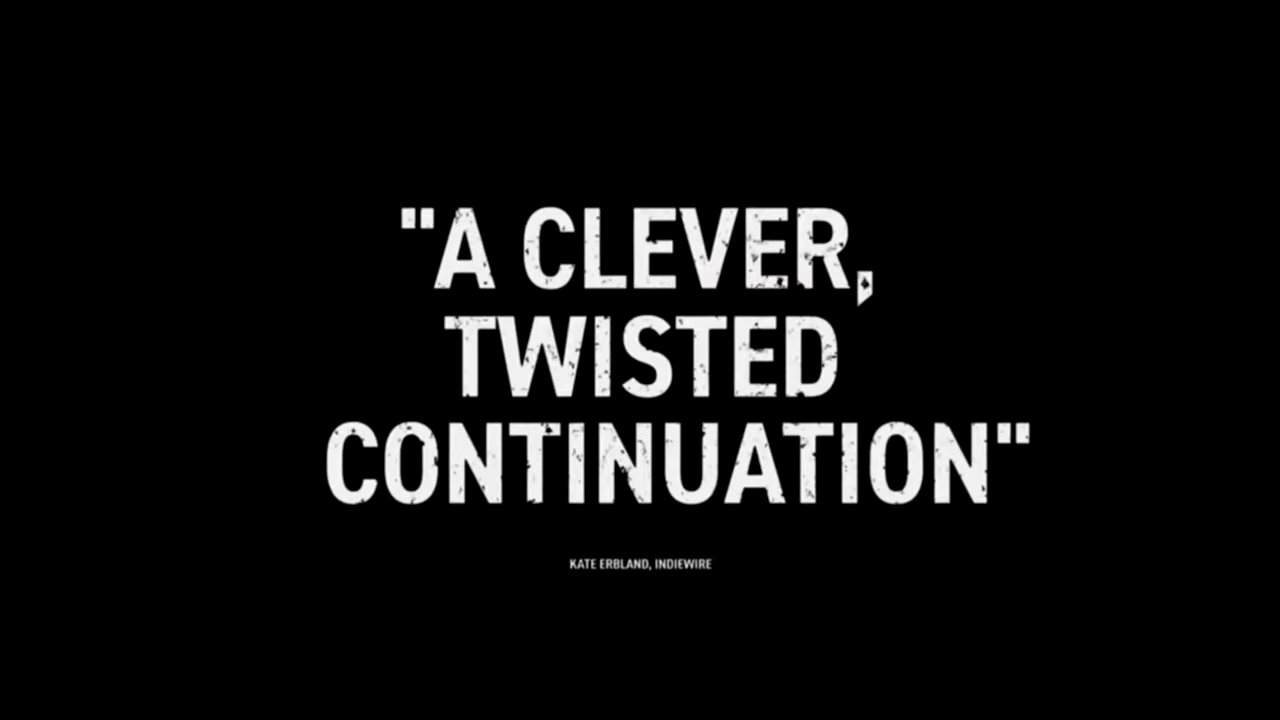 "A CLEVER,
TWISTED
CONTINUATION"
KATE ERBLAND, INDIEWIRE